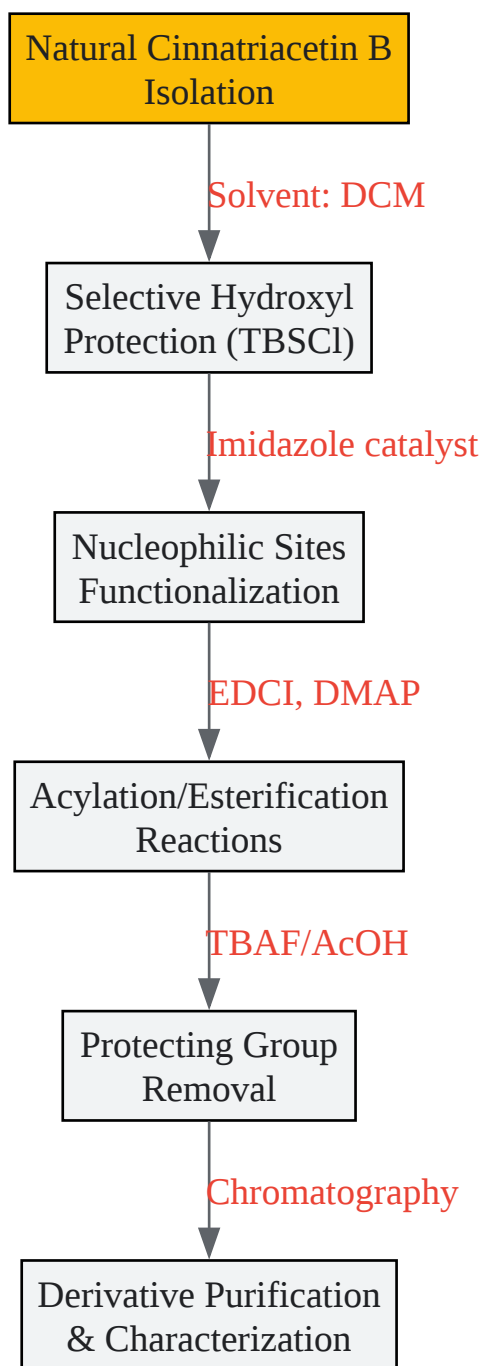 Natural Cinnatriacetin B
Isolation
Solvent: DCM
Selective Hydroxyl
Protection (TBSCl)
Imidazole catalyst
Nucleophilic Sites
Functionalization
EDCI, DMAP
Acylation/Esterification
Reactions
TBAF/AcOH
Protecting Group
Removal
Chromatography
Derivative Purification
& Characterization